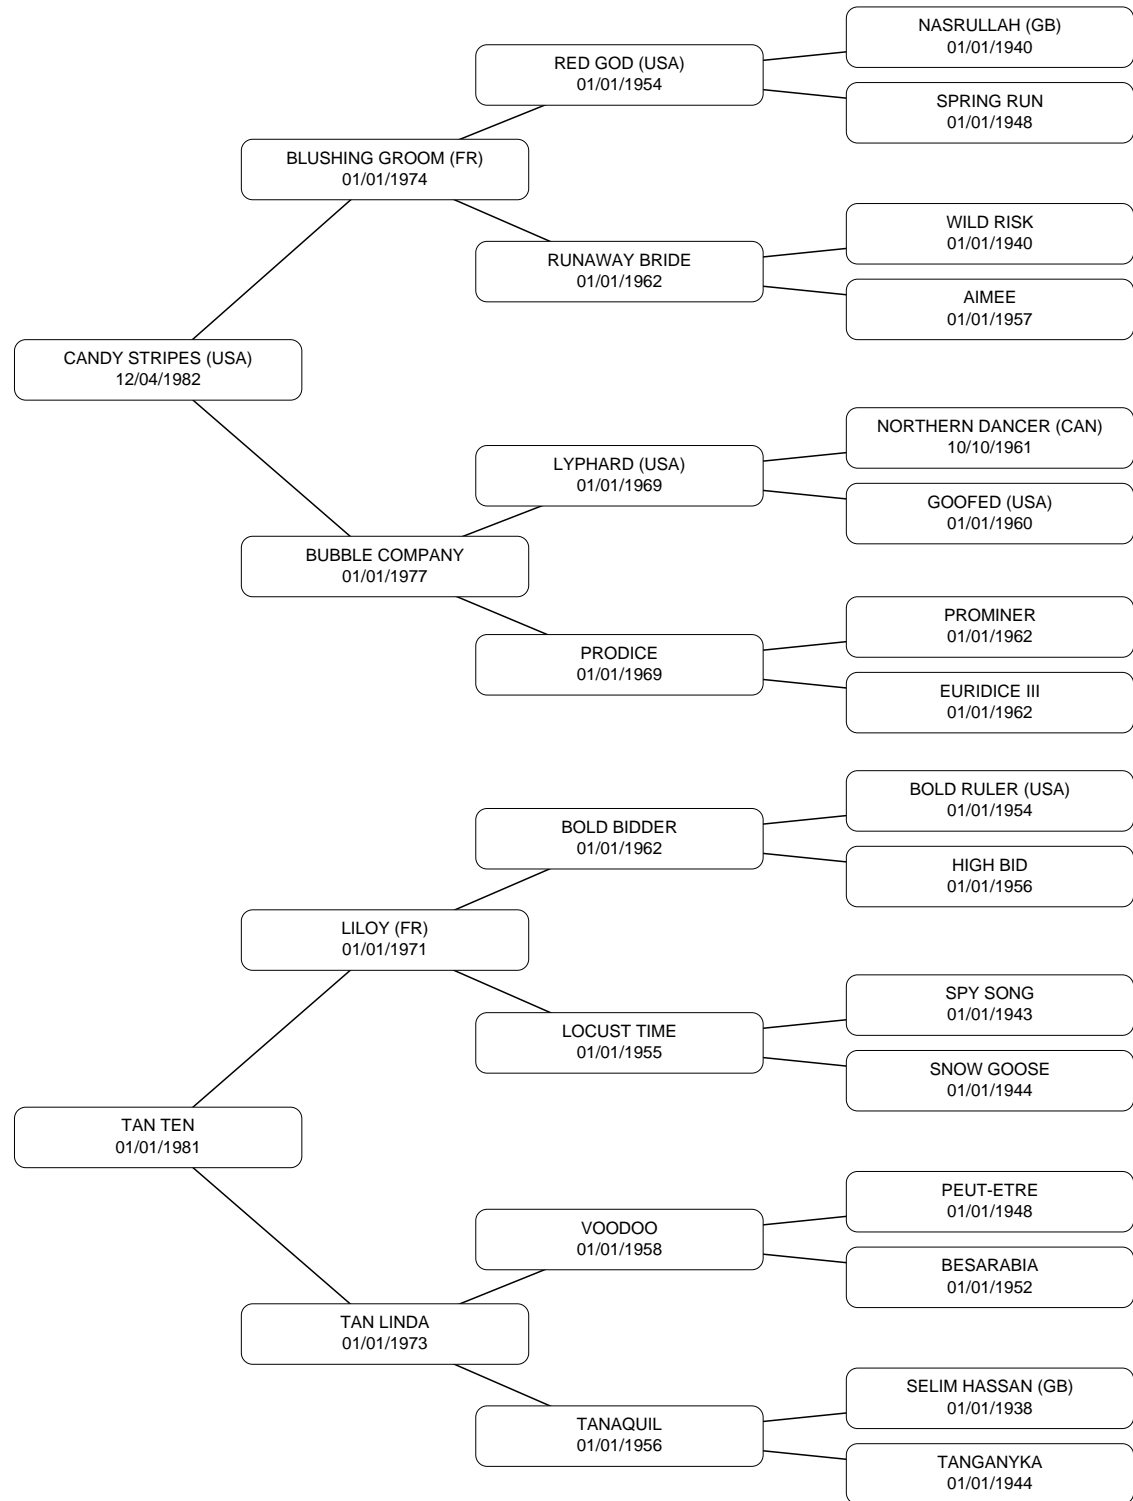 NASRULLAH (GB)
01/01/1940
RED GOD (USA)
01/01/1954
SPRING RUN
01/01/1948
BLUSHING GROOM (FR)
01/01/1974
WILD RISK
01/01/1940
RUNAWAY BRIDE
01/01/1962
AIMEE
01/01/1957
CANDY STRIPES (USA)
12/04/1982
NORTHERN DANCER (CAN)
10/10/1961
LYPHARD (USA)
01/01/1969
GOOFED (USA)
01/01/1960
BUBBLE COMPANY
01/01/1977
PROMINER
01/01/1962
PRODICE
01/01/1969
EURIDICE III
01/01/1962
BOLD RULER (USA)
01/01/1954
BOLD BIDDER
01/01/1962
HIGH BID
01/01/1956
LILOY (FR)
01/01/1971
SPY SONG
01/01/1943
LOCUST TIME
01/01/1955
SNOW GOOSE
01/01/1944
TAN TEN
01/01/1981
PEUT-ETRE
01/01/1948
VOODOO
01/01/1958
BESARABIA
01/01/1952
TAN LINDA
01/01/1973
SELIM HASSAN (GB)
01/01/1938
TANAQUIL
01/01/1956
TANGANYKA
01/01/1944